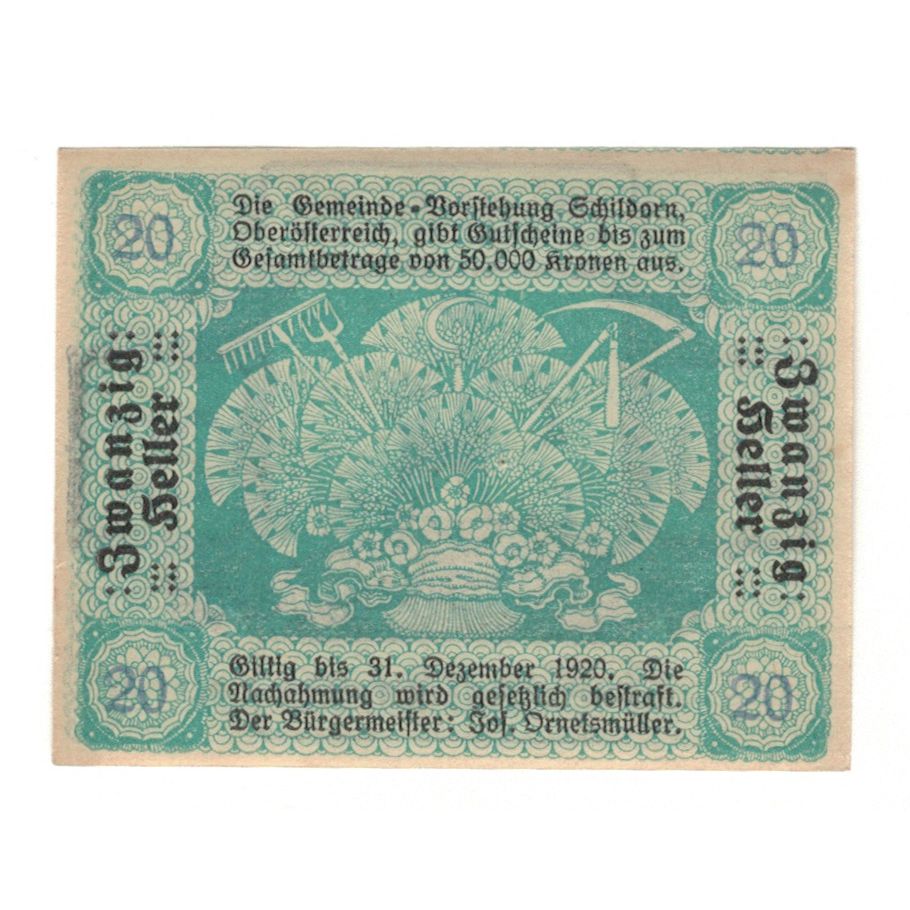 20
20
Die Gemeinde-Vorstehung Schildorn,
Oberösterreich, gibt Gutscheine bis zum
Gesamtbetrage von 50.000 Kronen aus.
Zwanzig
Heller
Zwanzig
Heller
20
20
Giltig bis 31. Dezember 1920. Die
Nachahmung wird gesetzlich bestraft.
Der Bürgermeister: Jos. Ornetsmüller.